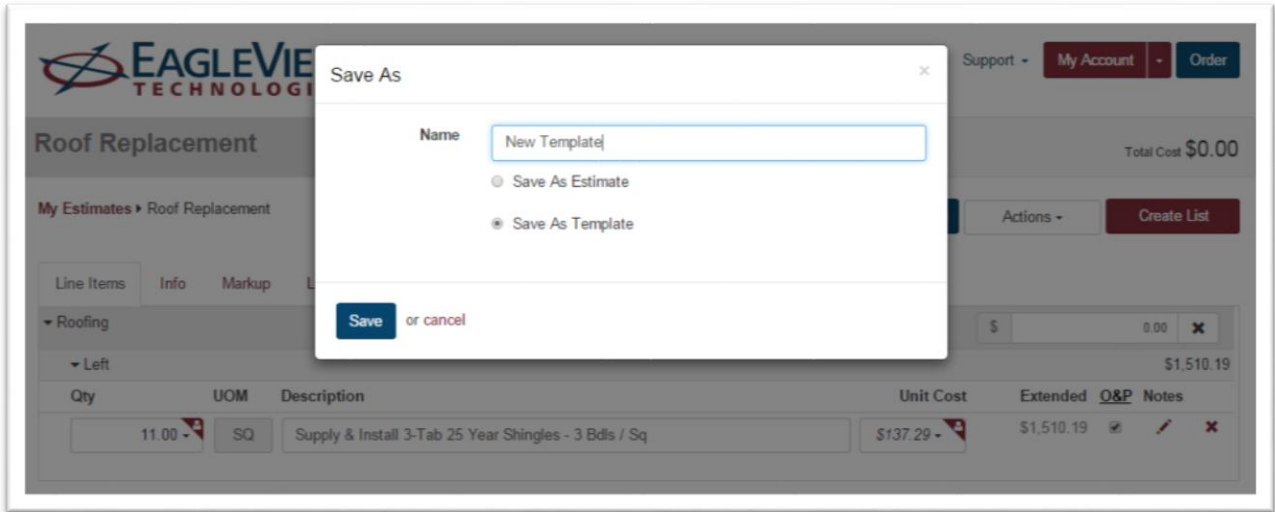 EAGLEVIE
TECHNOLOGI
Support
My Account
Order
Save As
×
Name
New Template
Save As Estimate
Save As Template
Save or cancel
Roof Replacement
Total Cost $0.00
My Estimates Roof Replacement
Actions
Create List
Line Items Info Markup L
Roofing
$ 0.00
Left
$1,510.19
Qty UOM Description Unit Cost Extended O&P Notes
11.00 SQ Supply & Install 3-Tab 25 Year Shingles - 3 Bdls / Sq $137.29 $1,510.19